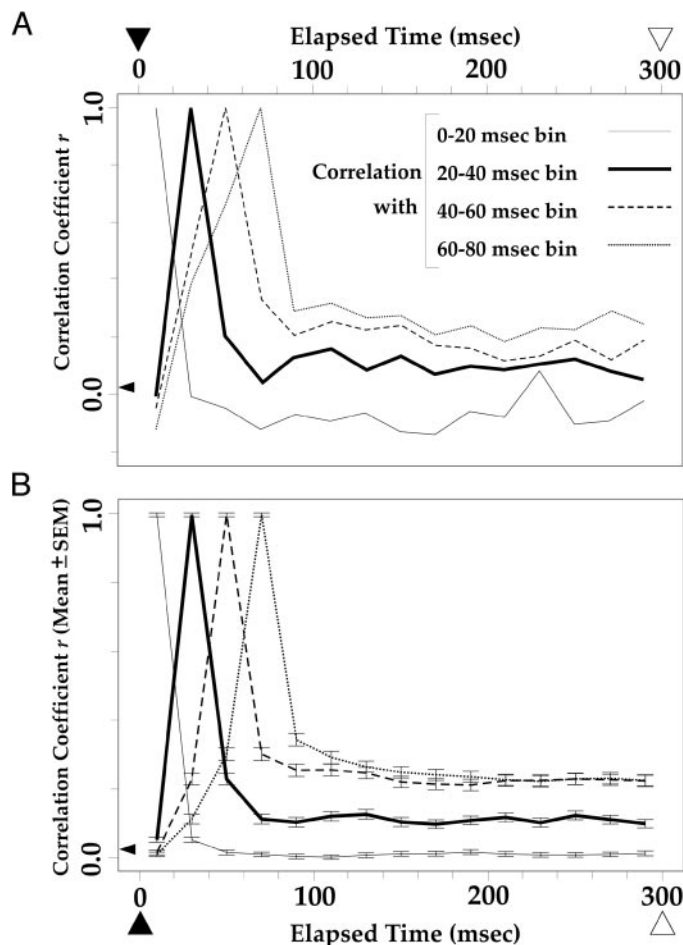 A
Elapsed Time (msec)
0 100 200 300
Correlation Coefficient r
1.0
0.0
Correlation with
0-20 msec bin
20-40 msec bin
40-60 msec bin
60-80 msec bin
B
Correlation Coefficient r (Mean ± SEM)
1.0
0.0
0 100 200 300
Elapsed Time (msec)